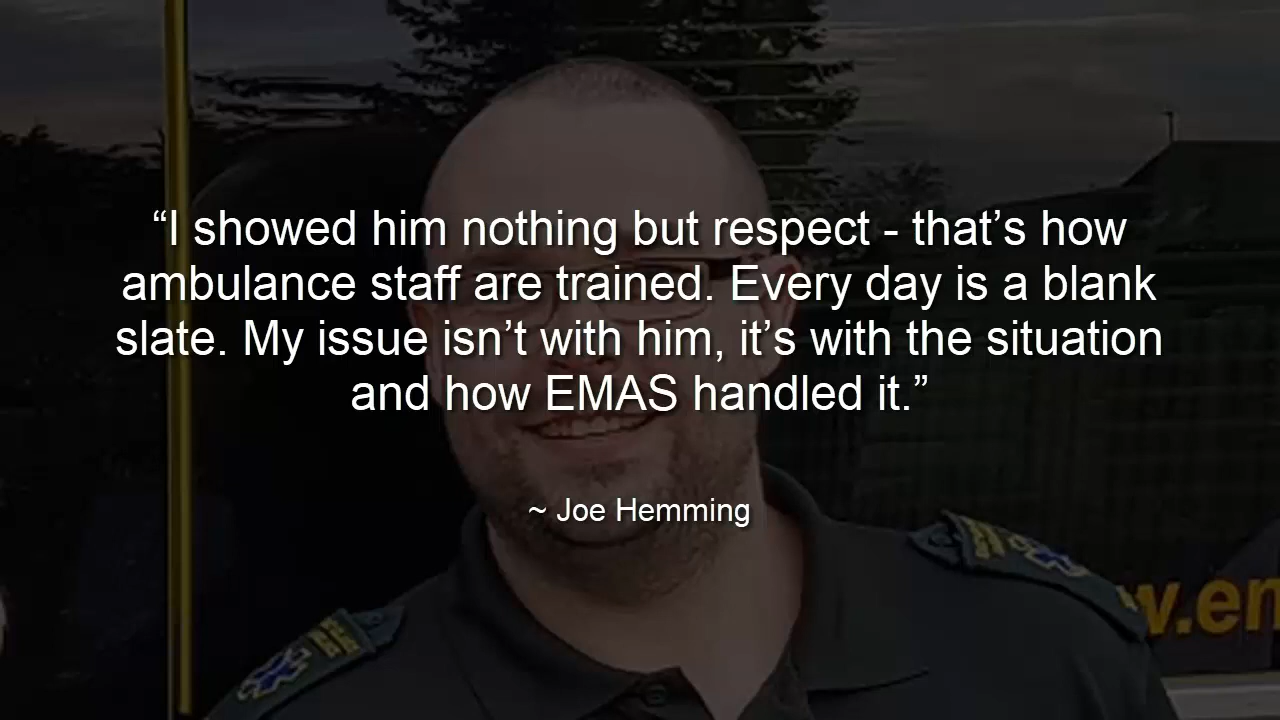 “I showed him nothing but respect - that’s how
ambulance staff are trained. Every day is a blank
slate. My issue isn’t with him, it’s with the situation
and how EMAS handled it.”
~ Joe Hemming
w.en